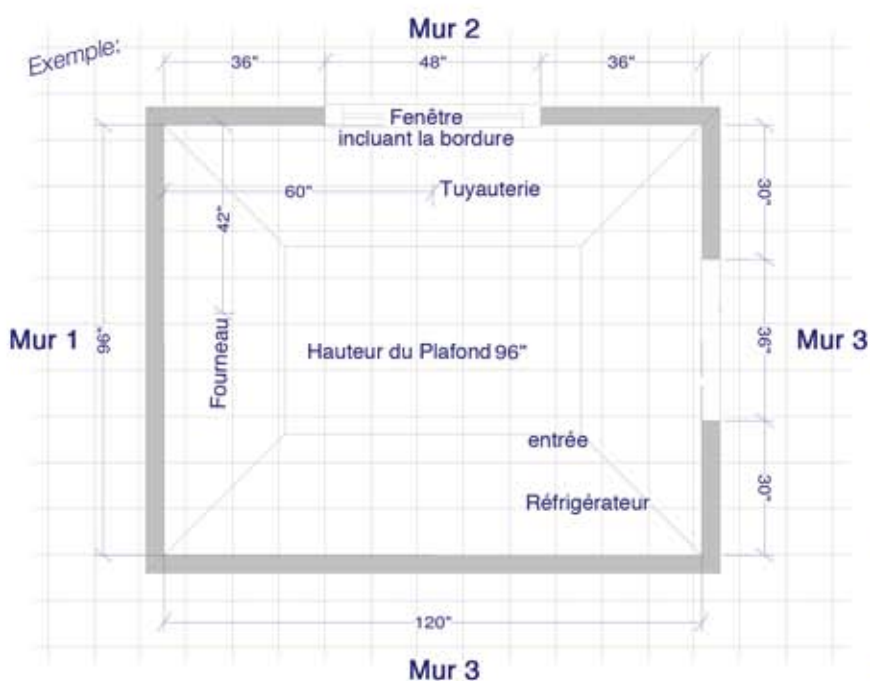 Mur 2
Exemple:
36"
48"
36"
Fenêtre
incluant la bordure
60"
Tuyauterie
30"
42"
Mur 1
96"
Fourneau
Hauteur du Plafond 96"
36"
Mur 3
entrée
Réfrigérateur
30"
120"
Mur 3